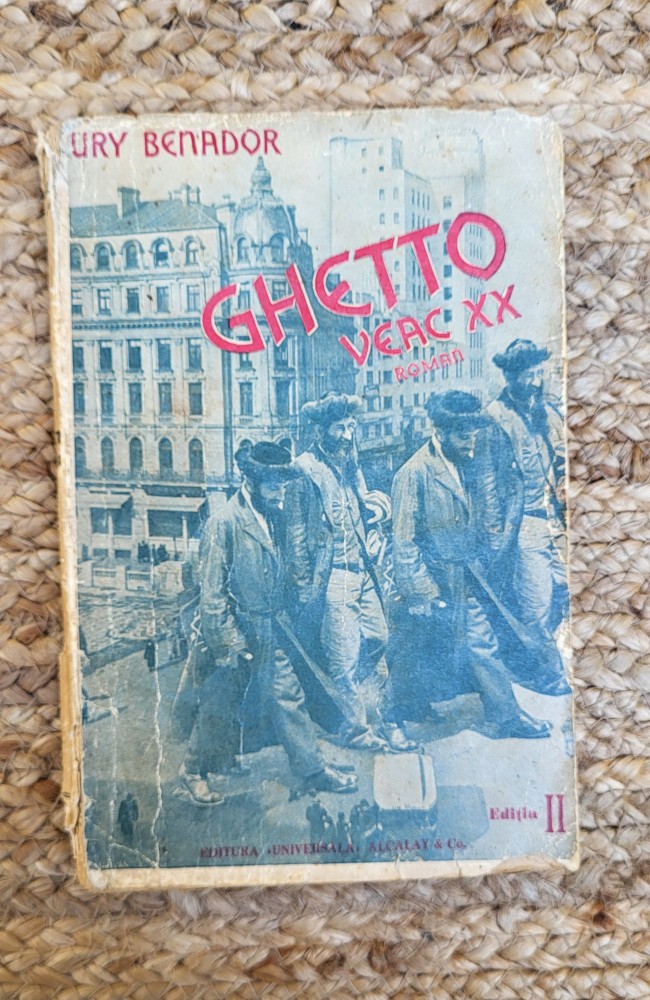 URY BENADOR
GHETTO
VEAC XX
ROMAN
Ediția II
EDITURA «UNIVERSALA» ALCALAY & Co.